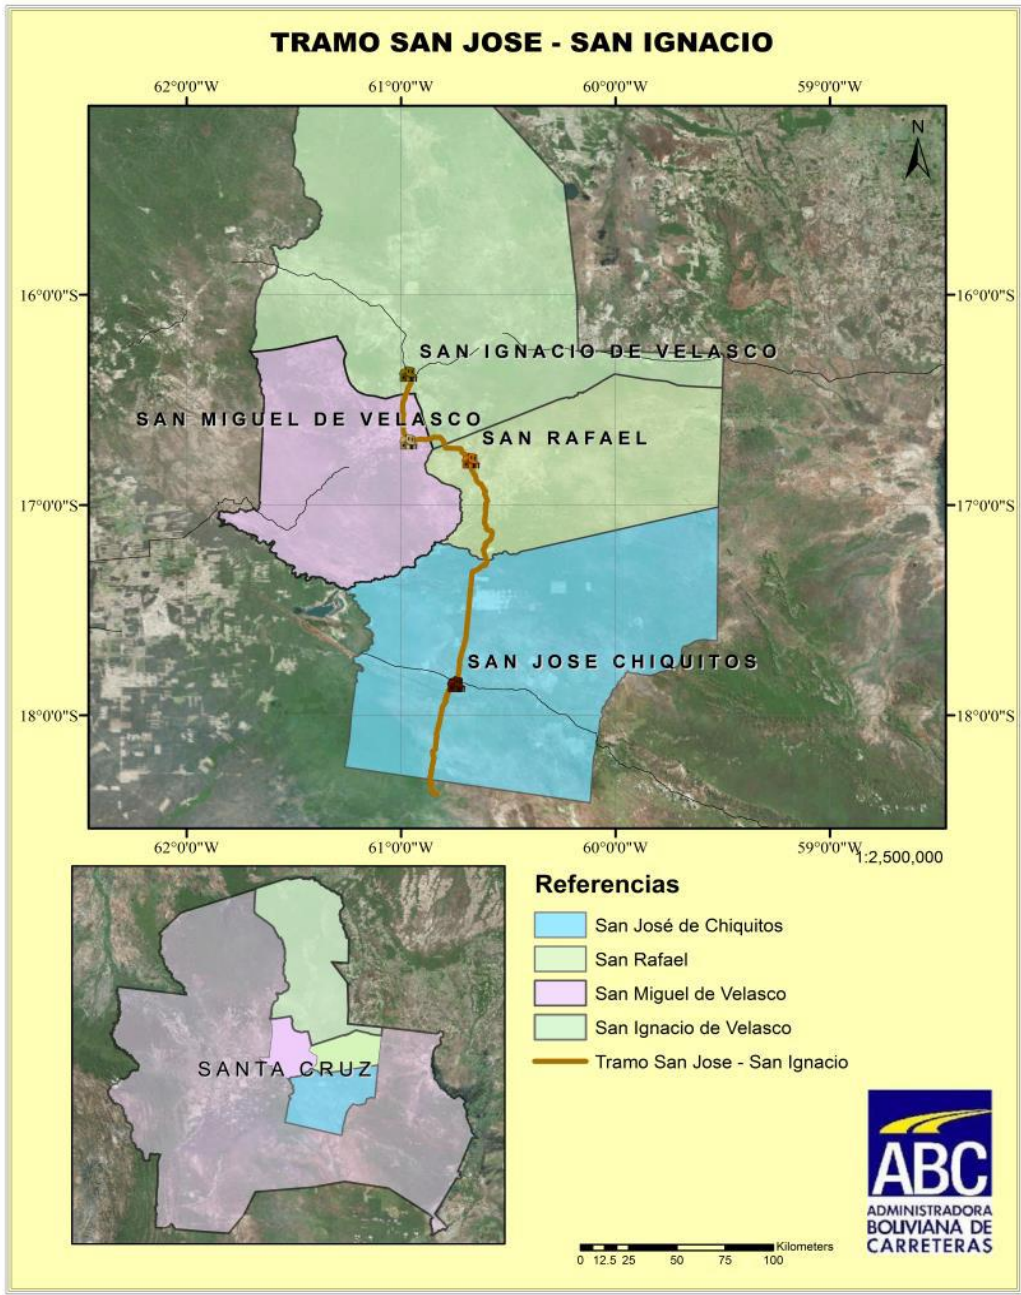 TRAMO SAN JOSE - SAN IGNACIO
62°0'0"W 61°0'0"W 60°0'0"W 59°0'0"W
N
16°0'0"S 16°0'0"S
SAN IGNACIO DE VELASCO
SAN MIGUEL DE VELASCO
SAN RAFAEL
17°0'0"S 17°0'0"S
SAN JOSE CHIQUITOS
18°0'0"S 18°0'0"S
62°0'0"W 61°0'0"W 60°0'0"W 59°0'0"W
1:2,500,000
SANTA CRUZ
Referencias
San José de Chiquitos
San Rafael
San Miguel de Velasco
San Ignacio de Velasco
Tramo San Jose - San Ignacio
ABC
ADMINISTRADORA
BOLIVIANA DE
CARRETERAS
Kilometers
0 12.5 25 50 75 100